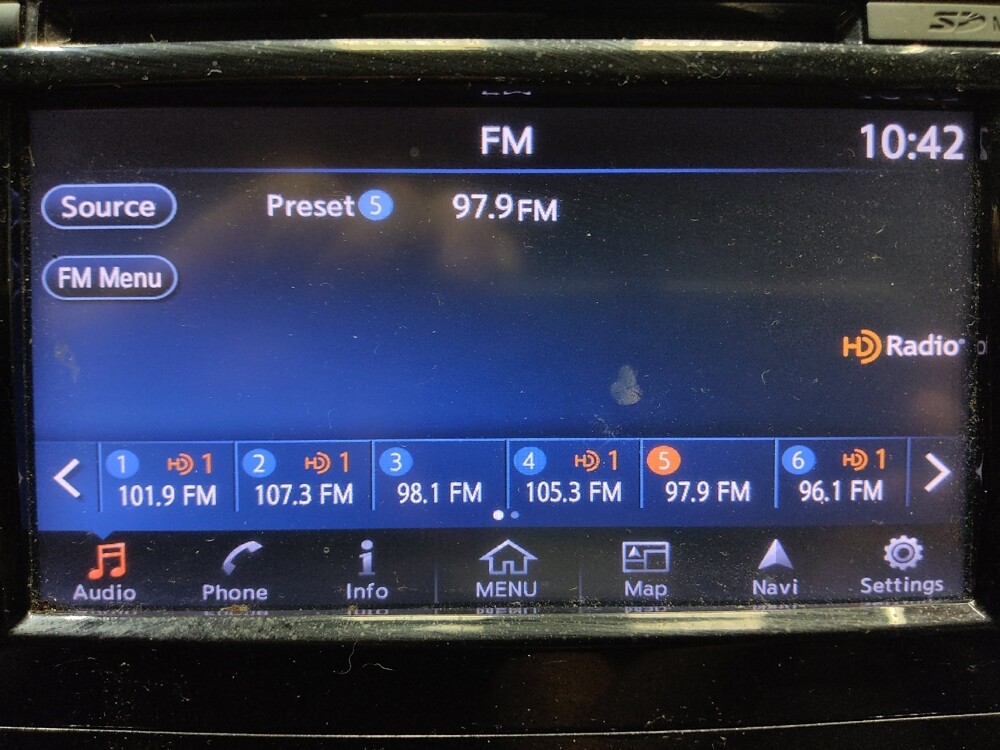 FM 10:42
Source Preset 5 97.9 FM
FM Menu
HD Radio
1 HD 1 2 HD 1 3 4 HD 1 5 6 HD 1
101.9 FM 107.3 FM 98.1 FM 105.3 FM 97.9 FM 96.1 FM
Audio Phone Info MENU Map Navi Settings